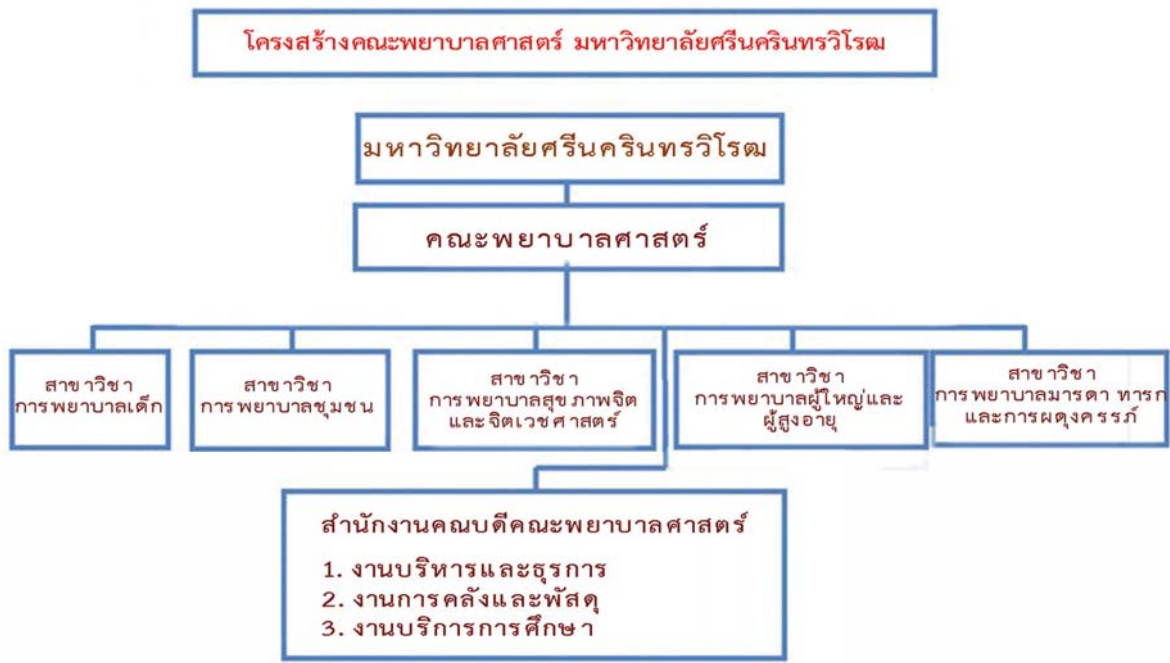 โครงสร้างคณะพยาบาลศาสตร์ มหาวิทยาลัยศรีนครินทรวิโรฒ
มหาวิทยาลัยศรีนครินทรวิโรฒ
คณะพยาบาลศาสตร์
สาขาวิชา
การพยาบาลเด็ก
สาขาวิชา
การพยาบาลชุมชน
สาขาวิชา
การพยาบาลสุขภาพจิต
และจิตเวชศาสตร์
สาขาวิชา
การพยาบาลผู้ใหญ่และ
ผู้สูงอายุ
สาขาวิชา
การพยาบาลมารดา ทารก
และการผดุงครรภ์
สำนักงานคณบดีคณะพยาบาลศาสตร์
1. งานบริหารและธุรการ
2. งานการคลังและพัสดุ
3. งานบริการการศึกษา